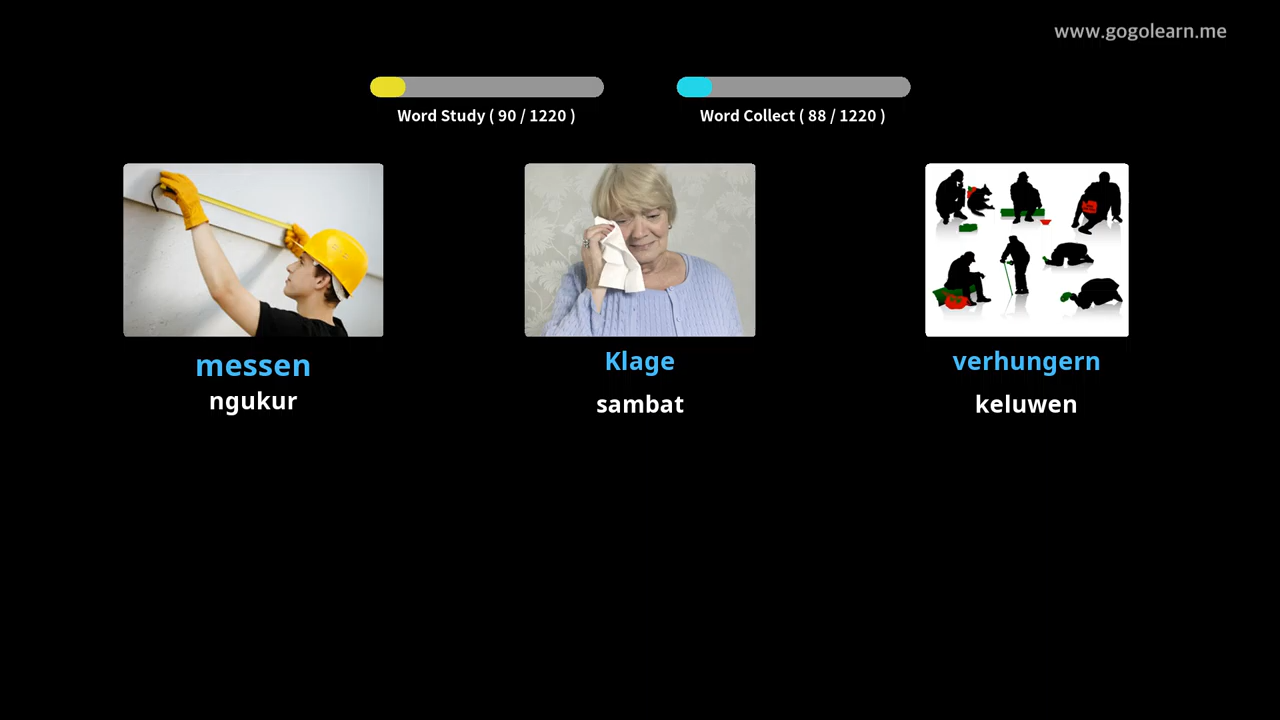 www.gogolearn.me
Word Study ( 90 / 1220 )
Word Collect ( 88 / 1220 )
messen
ngukur
Klage
sambat
verhungern
keluwen